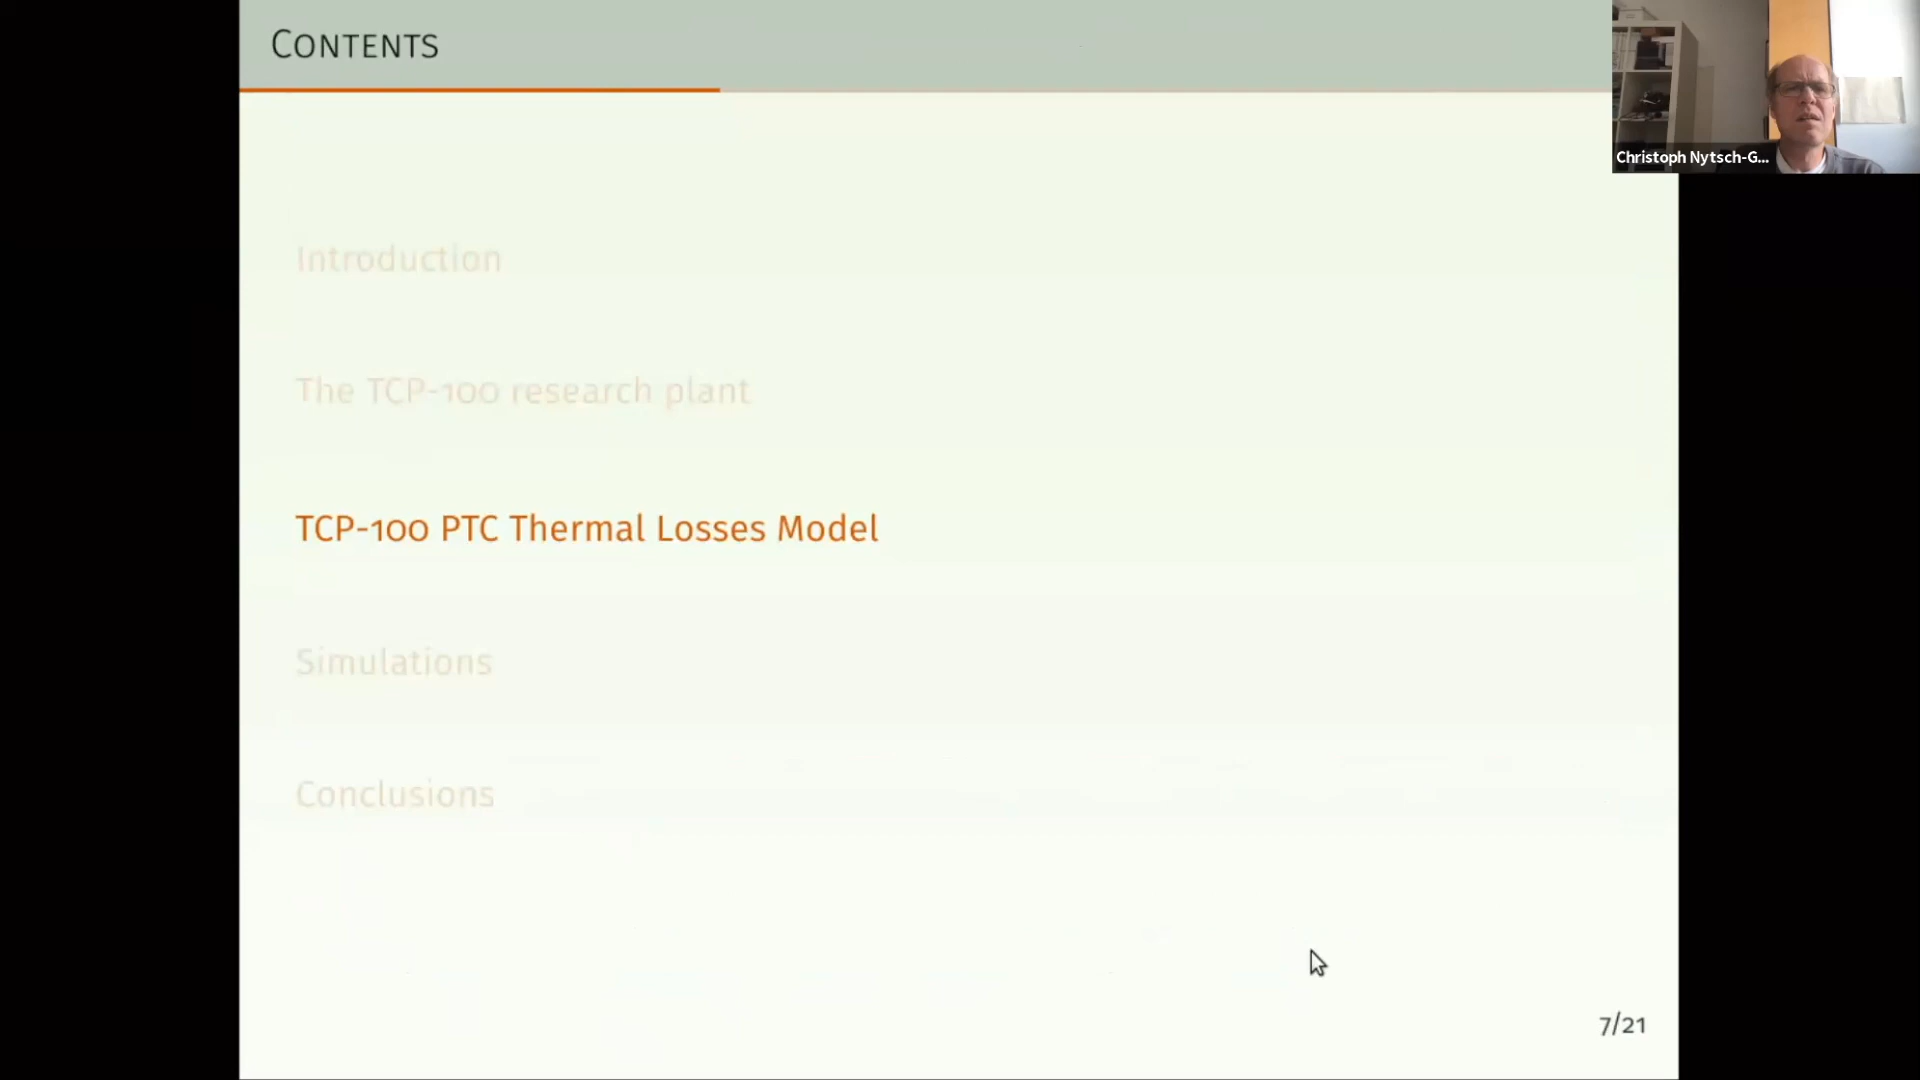 CONTENTS
Christoph Nytsch-G...
Introduction
The TCP-100 research plant
TCP-100 PTC Thermal Losses Model
Simulations
Conclusions
7/21